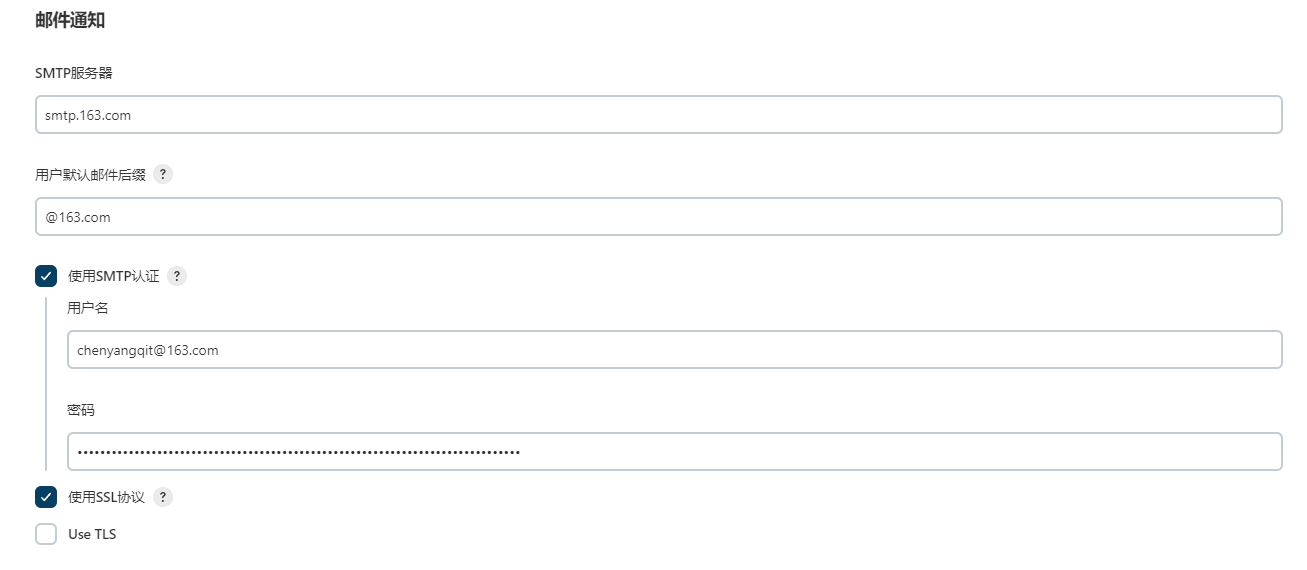 邮件通知
SMTP服务器
smtp.163.com
用户默认邮件后缀 ?
@163.com
使用SMTP认证 ?
用户名
chenyangqit@163.com
密码
使用SSL协议 ?
Use TLS